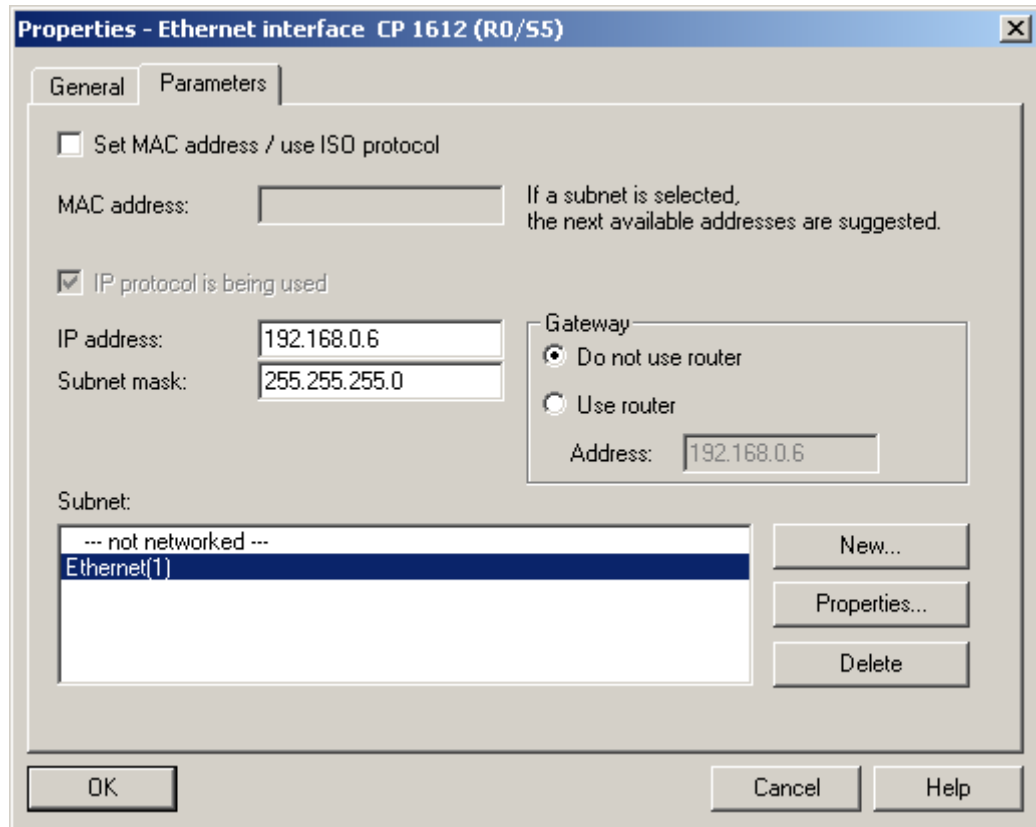 Properties - Ethernet interface  CP 1612 (R0/S5)
General
Parameters
Set MAC address / use ISO protocol
MAC address:
If a subnet is selected,
the next available addresses are suggested.
IP protocol is being used
IP address:
192.168.0.6
Subnet mask:
255.255.255.0
Gateway
Do not use router
Use router
Address:
192.168.0.6
Subnet:
--- not networked ---
Ethernet(1)
New...
Properties...
Delete
OK
Cancel
Help